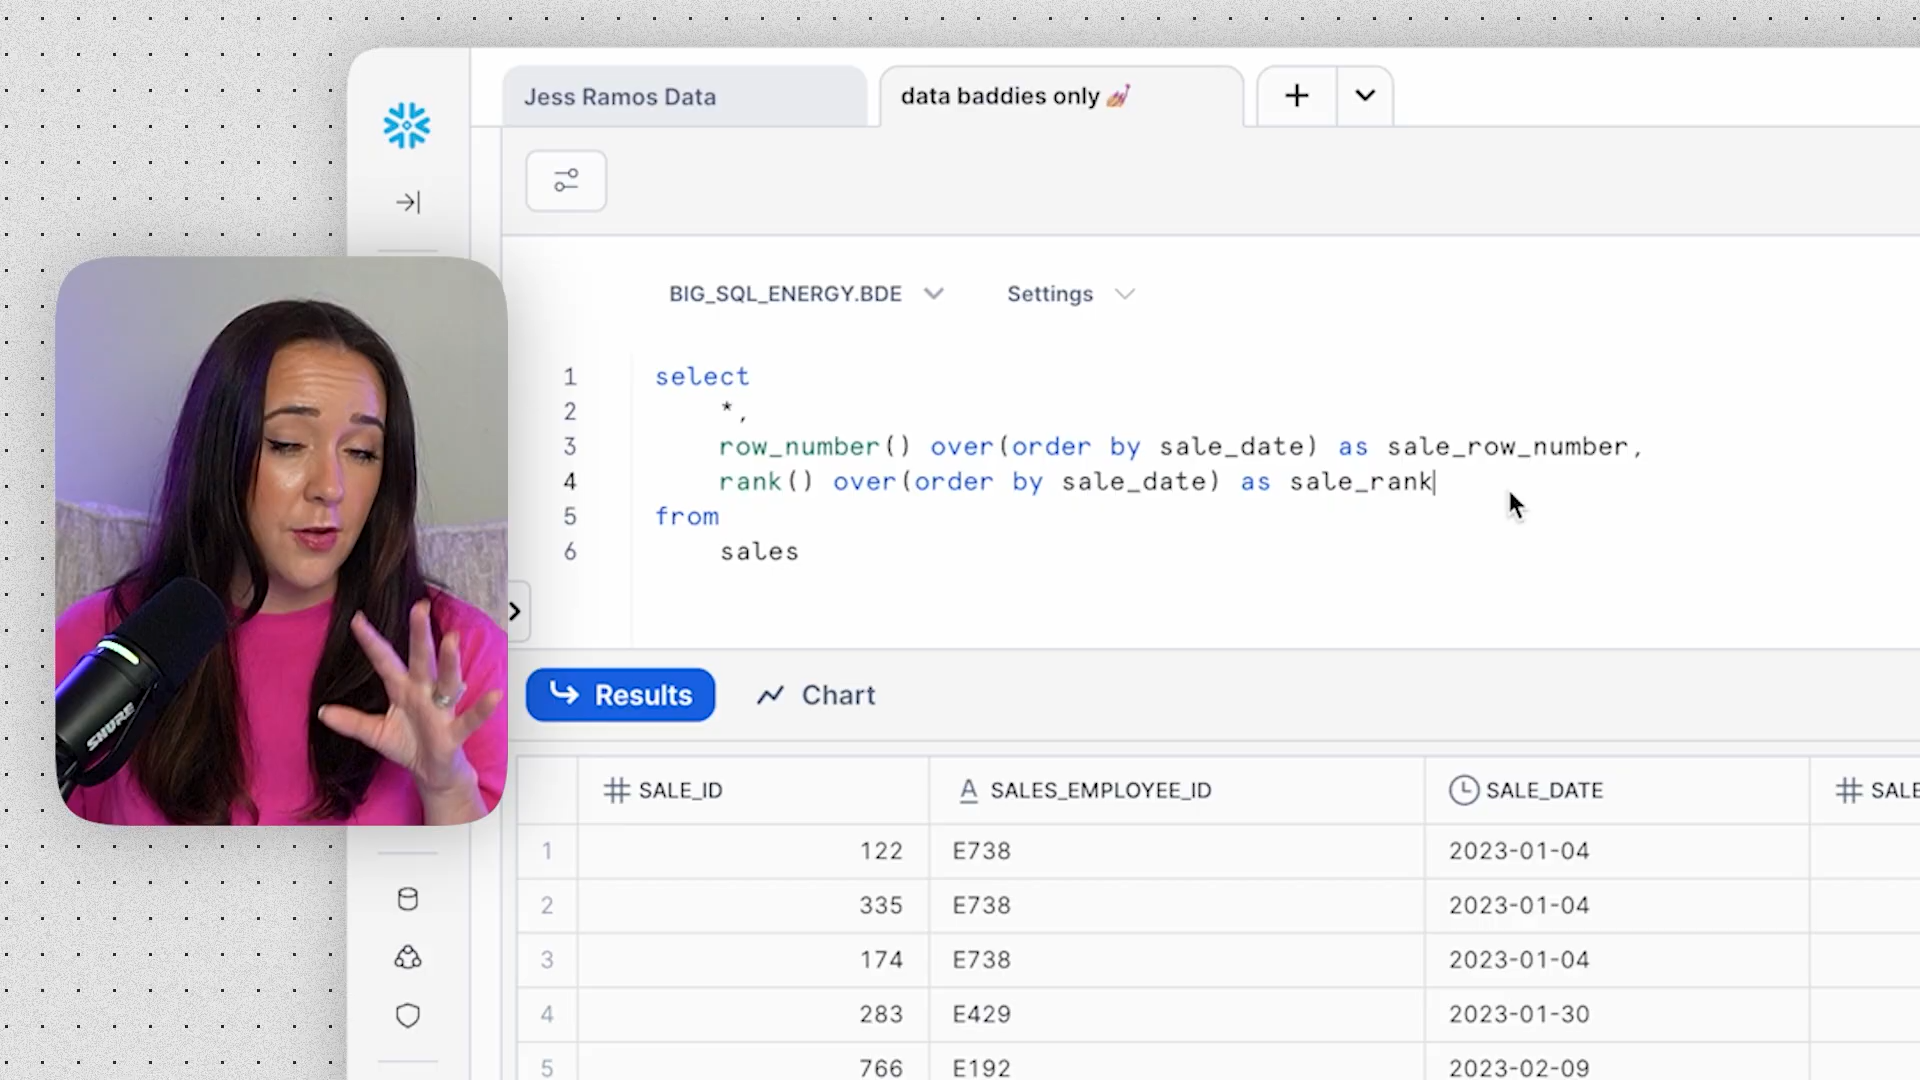 Jess Ramos Data
data baddies only 💅
BIG_SQL_ENERGY.BDE
Settings
1 select
2 *,
3 row_number() over(order by sale_date) as sale_row_number,
4 rank() over(order by sale_date) as sale_rank
5 from
6 sales
Results
Chart
SALE_ID SALES_EMPLOYEE_ID SALE_DATE SALE
1 122 E738 2023-01-04
2 335 E738 2023-01-04
3 174 E738 2023-01-04
4 283 E429 2023-01-30
5 766 E192 2023-02-09
SHURE